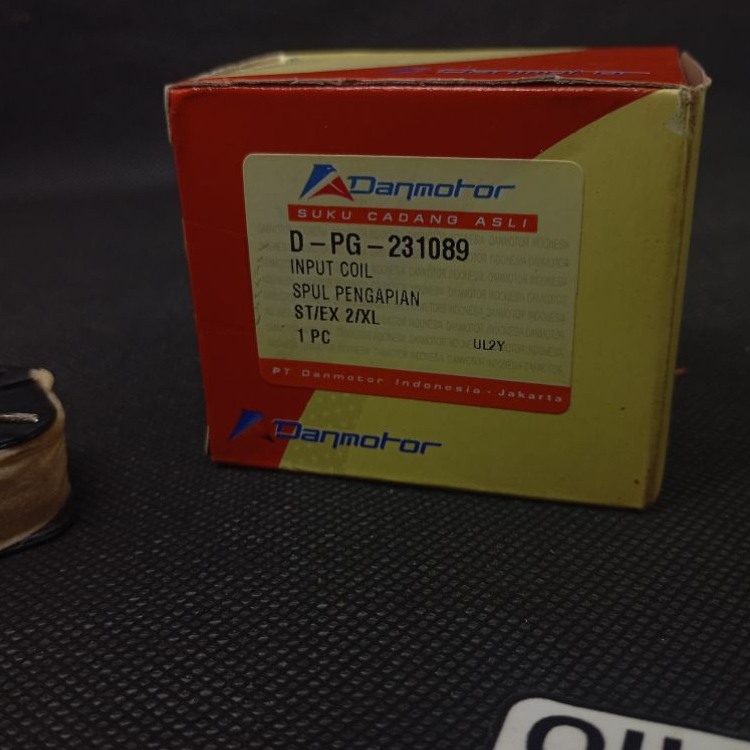 Danmotor
Danmotor
SUKU CADANG ASLI
D-PG-231089
INPUT COIL
SPUL PENGAPIAN
ST/EX 2/XL
1 PC
UL2Y
PT Danmotor Indonesia - Jakarta
Danmotor